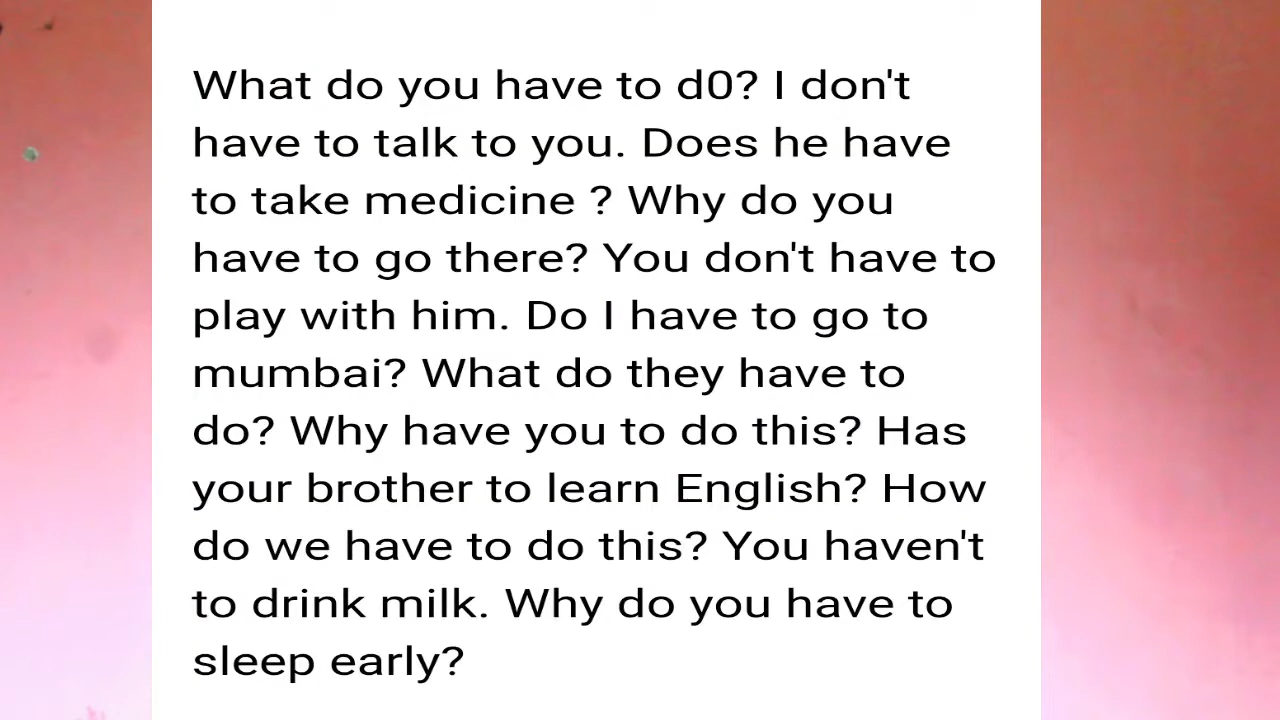 What do you have to d0? I don't
have to talk to you. Does he have
to take medicine ? Why do you
have to go there? You don't have to
play with him. Do I have to go to
mumbai? What do they have to
do? Why have you to do this? Has
your brother to learn English? How
do we have to do this? You haven't
to drink milk. Why do you have to
sleep early?